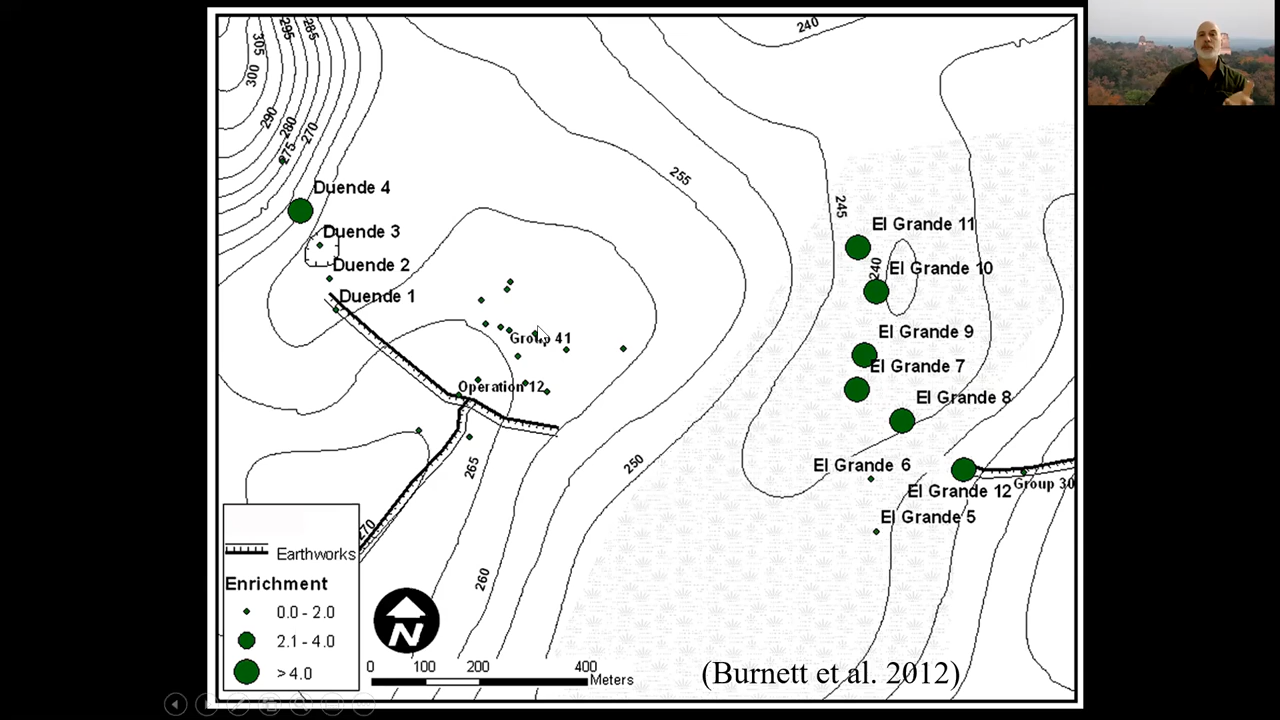 240
295
285
305
300
290
280
270
275
255
Duende 4
Duende 3
Duende 2
Duende 1
245
El Grande 11
240
El Grande 10
El Grande 9
El Grande 7
El Grande 8
Group 41
Operation 12
265
250
El Grande 6
El Grande 12
Group 30
El Grande 5
260
Earthworks
Enrichment
0.0 - 2.0
2.1 - 4.0
>4.0
N
0 100 200 400
Meters
(Burnett et al. 2012)